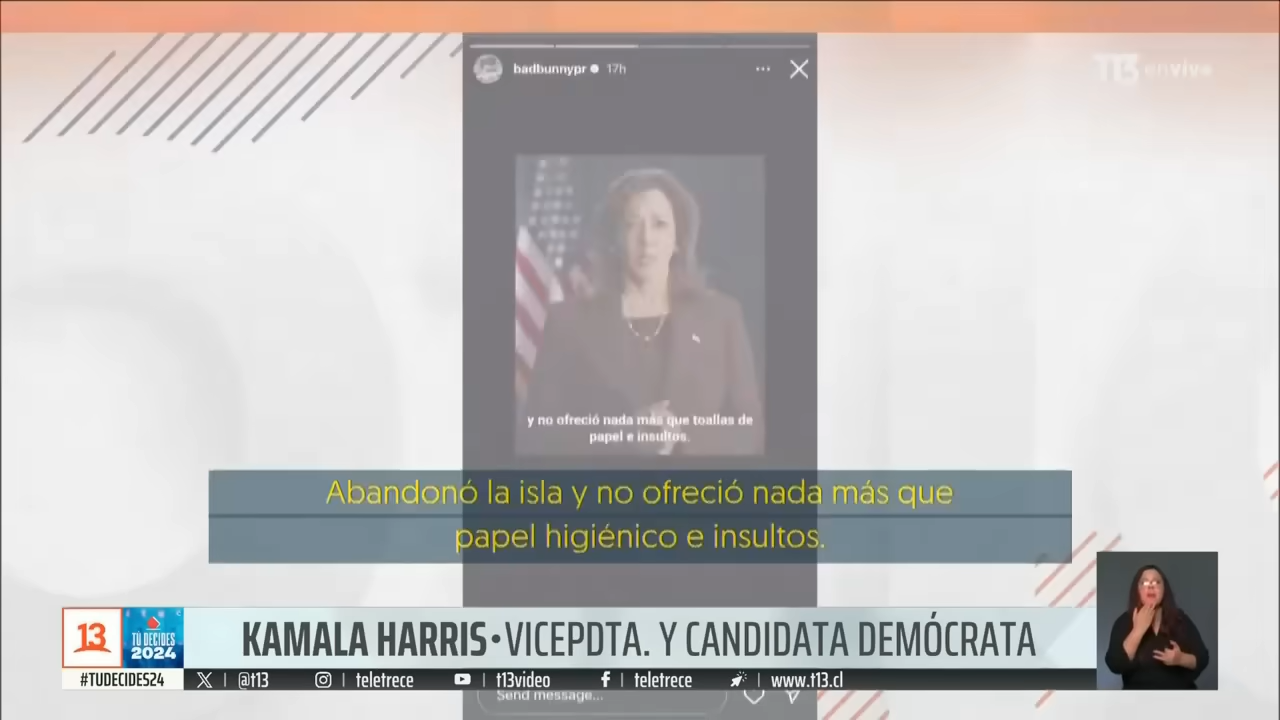 badbunnypr 17h
T13 en vivo
y no ofreció nada más que toallas de
papel e insultos.
Abandonó la isla y no ofreció nada más que
papel higiénico e insultos.
13
TÚ DECIDES
2024
KAMALA HARRIS•VICEPDTA. Y CANDIDATA DEMÓCRATA
#TUDECIDES24
@t13
teletrece
t13video
teletrece
www.t13.cl
Send message...